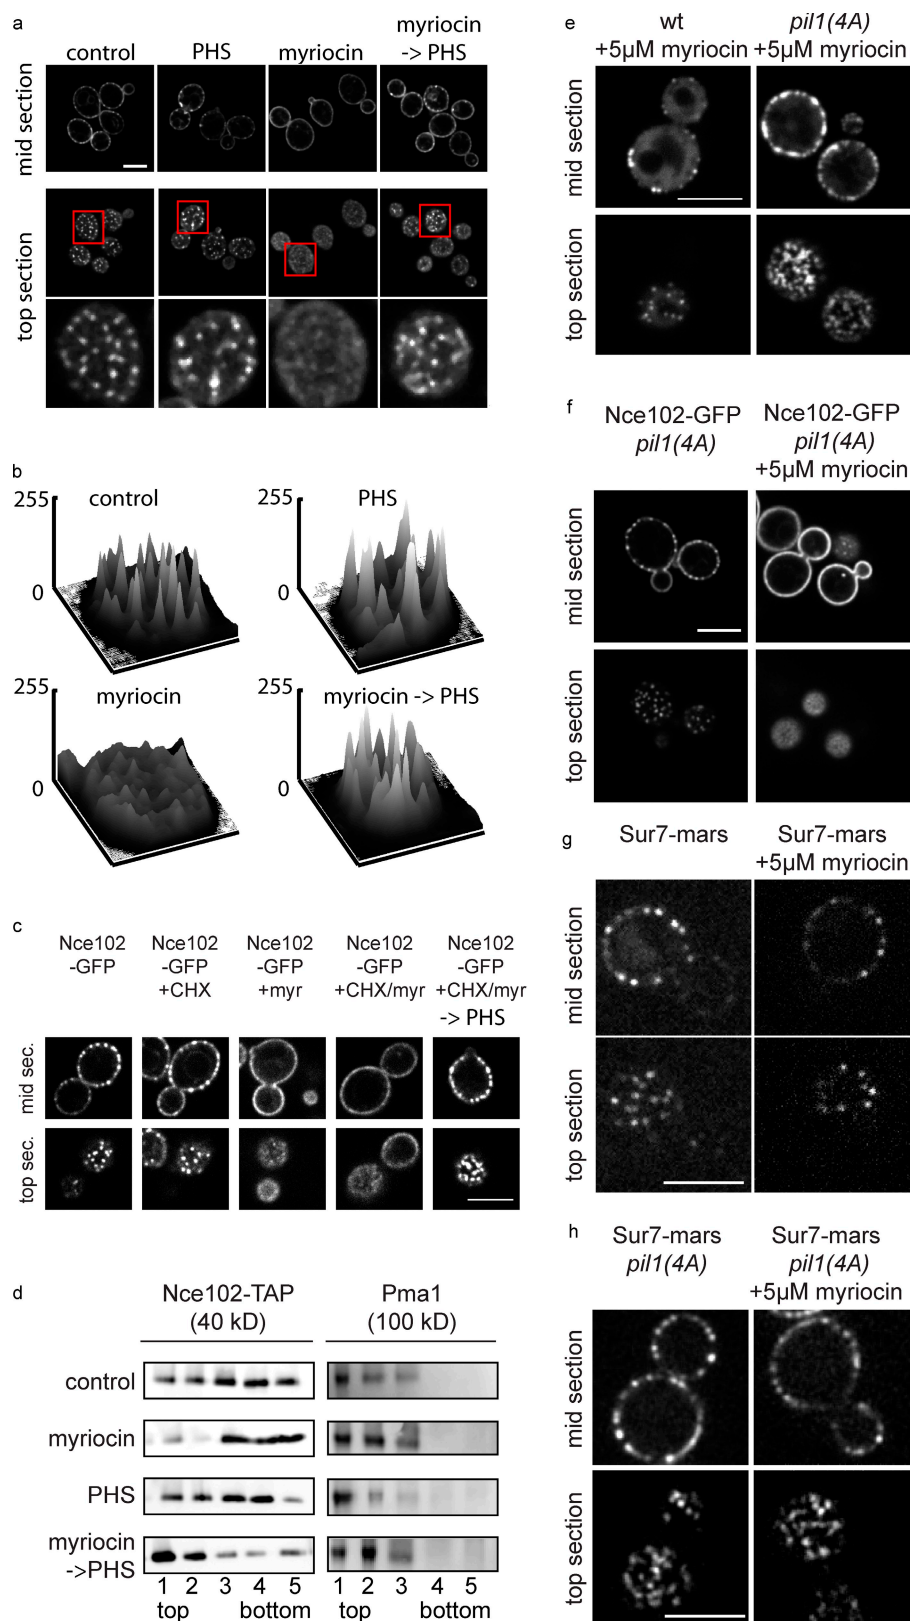 a
control
PHS
myriocin
myriocin
-> PHS
mid section
top section
b
255
0
control
255
0
PHS
255
0
myriocin
255
0
myriocin -> PHS
c
Nce102
-GFP
Nce102
-GFP
+CHX
Nce102
-GFP
+myr
Nce102
-GFP
+CHX/myr
Nce102
-GFP
+CHX/myr
-> PHS
mid sec.
top sec.
d
Nce102-TAP
(40 kD)
Pma1
(100 kD)
control
myriocin
PHS
myriocin
->PHS
1 2 3 4 5
top bottom
1 2 3 4 5
top bottom
e
wt
+5µM myriocin
pil1(4A)
+5µM myriocin
mid section
top section
f
Nce102-GFP
pil1(4A)
Nce102-GFP
pil1(4A)
+5µM myriocin
mid section
top section
g
Sur7-mars
Sur7-mars
+5µM myriocin
mid section
top section
h
Sur7-mars
pil1(4A)
Sur7-mars
pil1(4A)
+5µM myriocin
mid section
top section